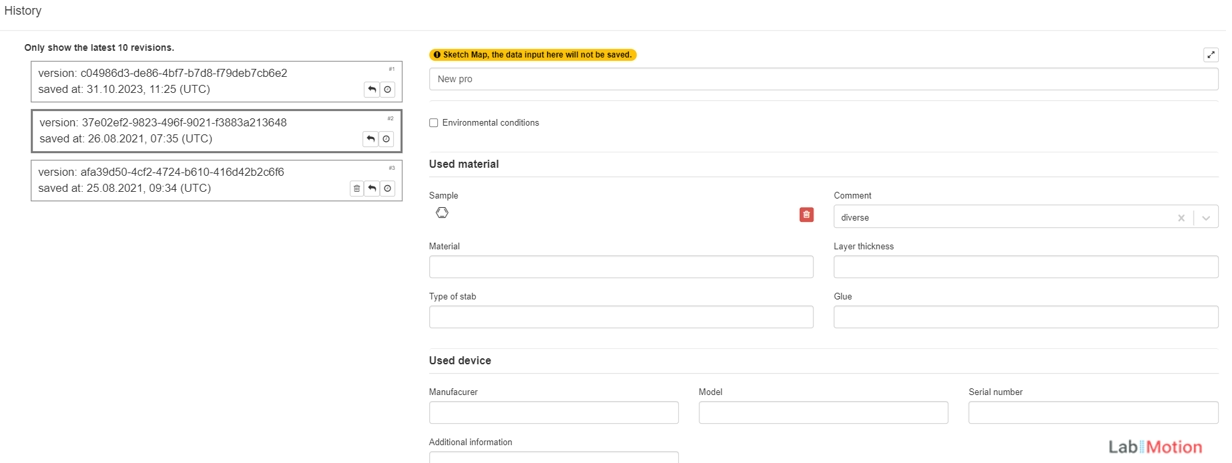 History
Only show the latest 10 revisions.
#1
version: c04986d3-de86-4bf7-b7d8-f79deb7cb6e2
saved at: 31.10.2023, 11:25 (UTC)
#2
version: 37e02ef2-9823-496f-9021-f3883a213648
saved at: 26.08.2021, 07:35 (UTC)
#3
version: afa39d50-4cf2-4724-b610-416d42b2c6f6
saved at: 25.08.2021, 09:34 (UTC)
Sketch Map, the data input here will not be saved.
New pro
Environmental conditions
Used material
Sample
Comment
diverse
Material
Layer thickness
Type of stab
Glue
Used device
Manufacurer
Model
Serial number
Additional information
LabIMotion